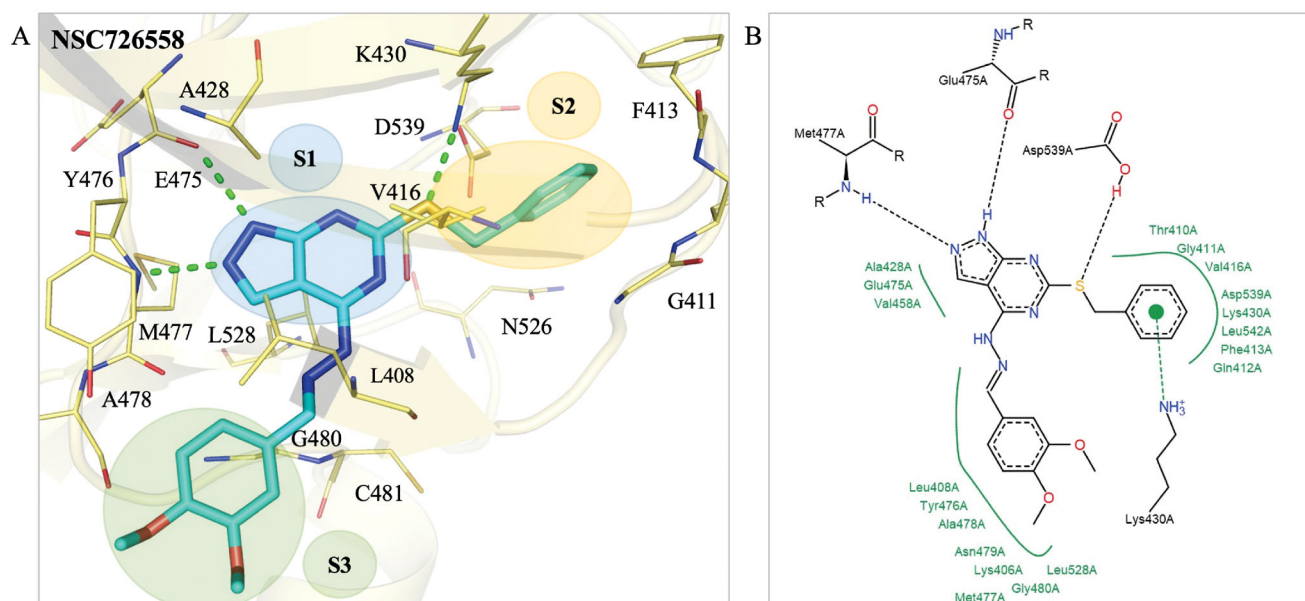 A
NSC726558
K430
A428
D539
S2
F413
S1
Y476
E475
V416
G411
M477
L528
N526
L408
A478
G480
C481
S3
B
NH
R
Glu475A
R
O
Met477A
O
R
Asp539A
O
O
H
R
N
H
H
N
N
N
N
S
HN
N
O
O
Ala428A
Glu475A
Val458A
Thr410A
Gly411A
Val416A
Asp539A
Lys430A
Leu542A
Phe413A
Gln412A
NH3+
Lys430A
Leu408A
Tyr476A
Ala478A
Asn479A
Lys406A Leu528A
Gly480A
Met477A